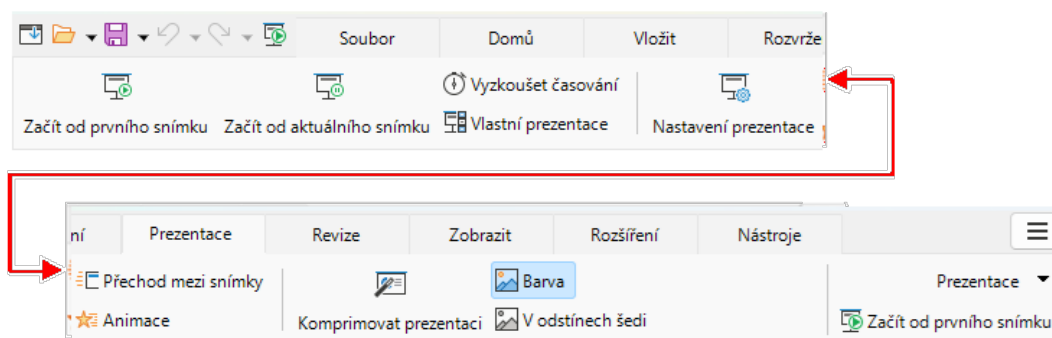 Soubor Domů Vložit Rozvrže
Vyzkoušet časování
Začít od prvního snímku Začít od aktuálního snímku Vlastní prezentace Nastavení prezentace
ní Prezentace Revize Zobrazit Rozšíření Nástroje
Přechod mezi snímky Barva Prezentace
Animace Komprimovat prezentaci V odstínech šedi Začít od prvního snímku